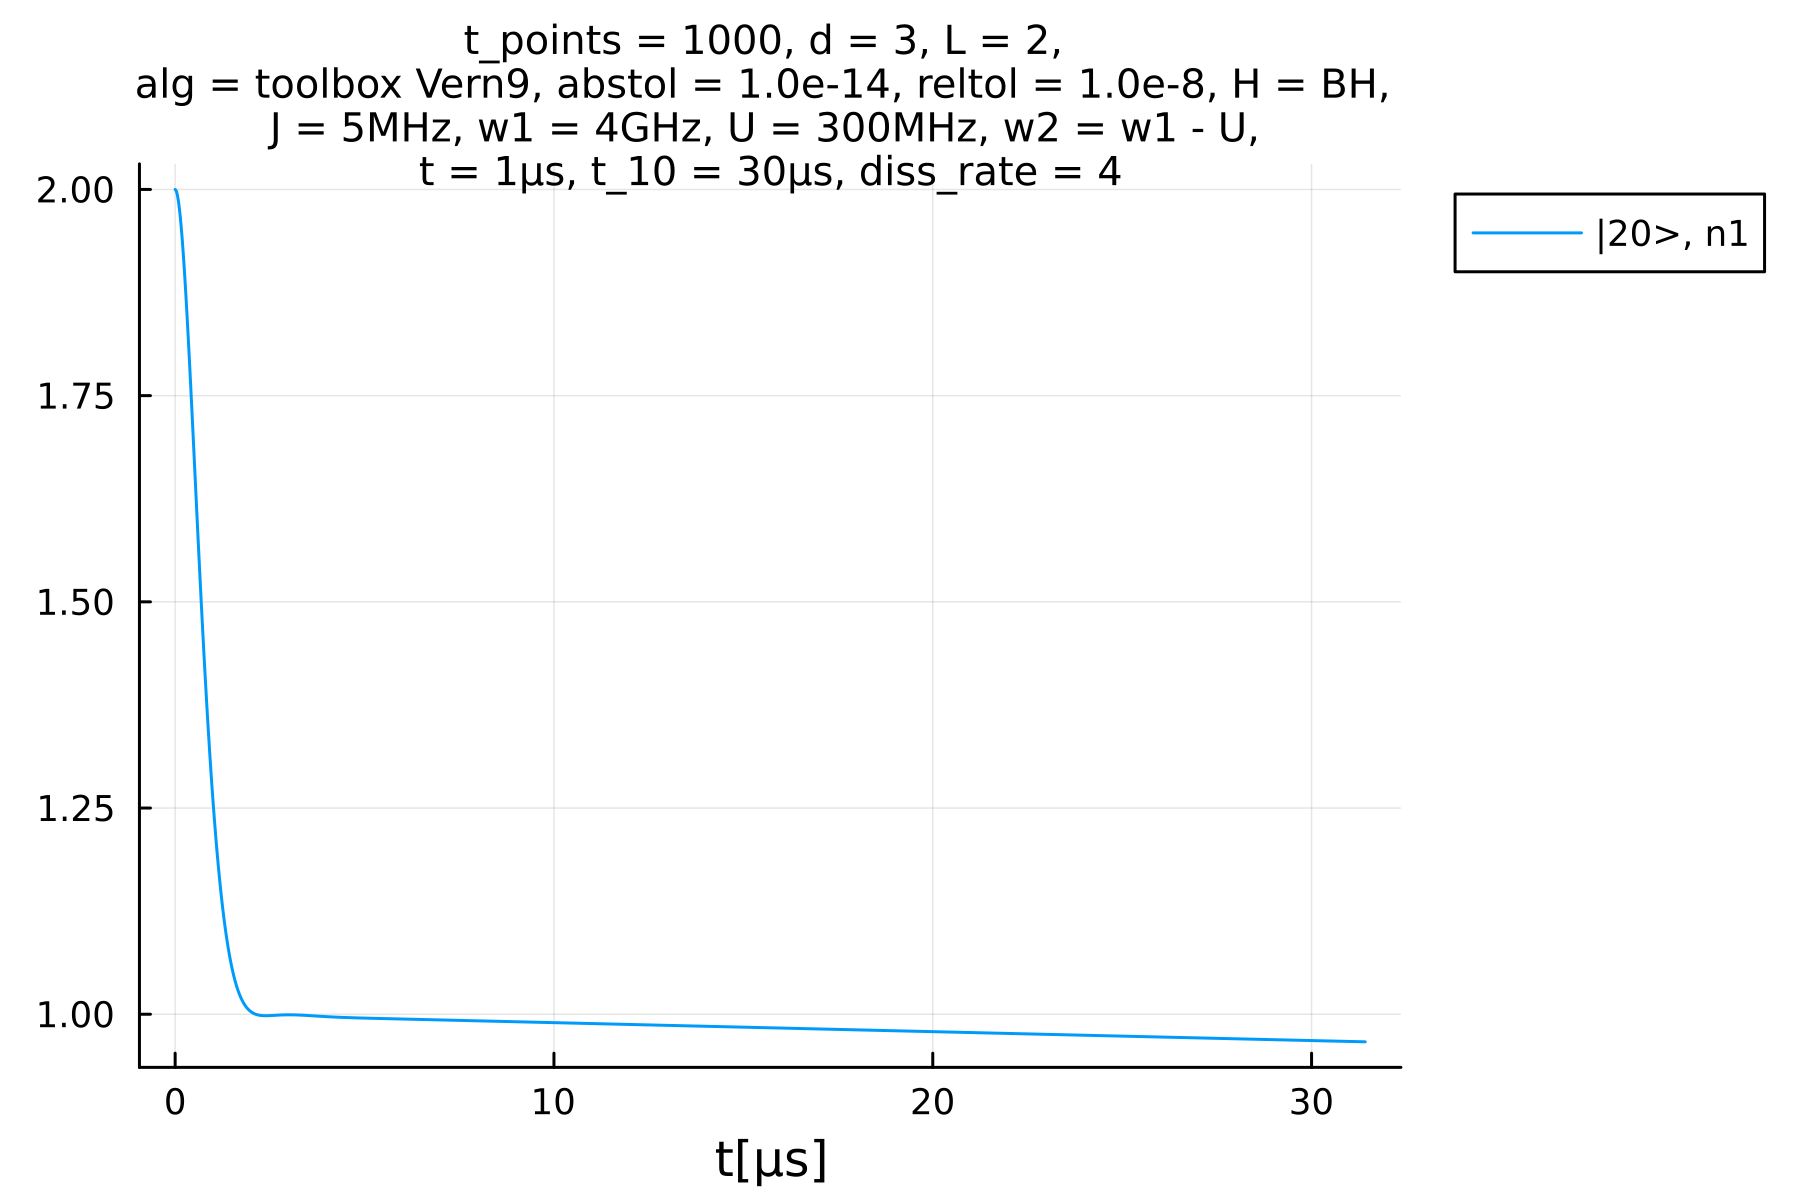 t_points = 1000, d = 3, L = 2,
alg = toolbox Vern9, abstol = 1.0e-14, reltol = 1.0e-8, H = BH,
J = 5MHz, w1 = 4GHz, U = 300MHz, w2 = w1 - U,
t = 1µs, t_10 = 30µs, diss_rate = 4
2.00
|20>, n1
1.75
1.50
1.25
1.00
0 10 20 30
t[µs]